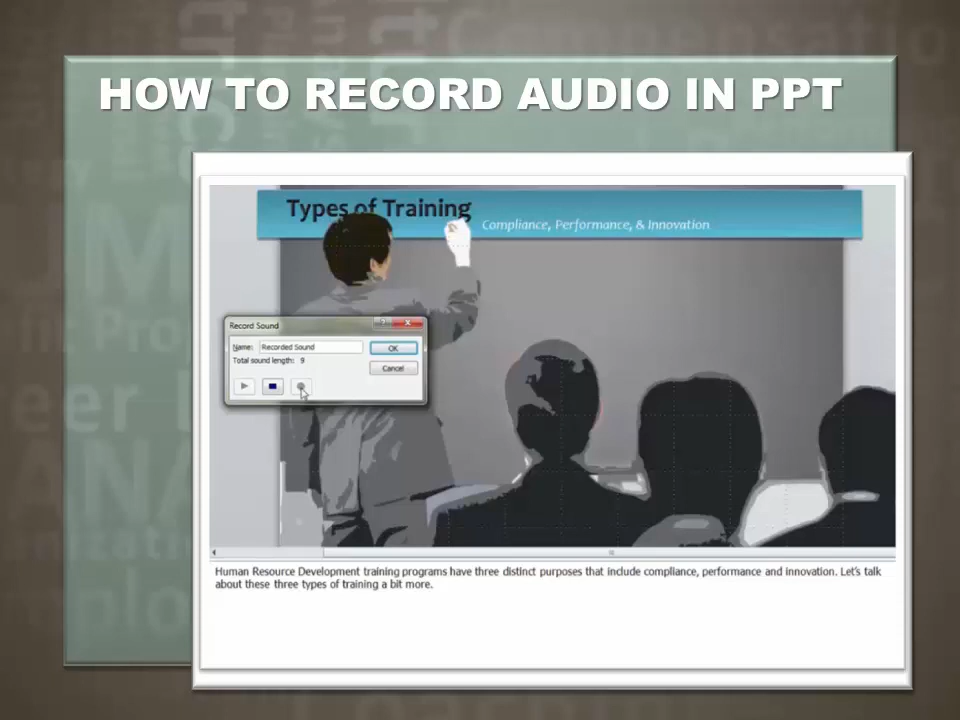 HOW TO RECORD AUDIO IN PPT
Types of Training
Compliance, Performance, & Innovation
Record Sound
Name: Recorded Sound
OK
Total sound length: 9
Cancel
Human Resource Development training programs have three distinct purposes that include compliance, performance and innovation. Let's talk
about these three types of training a bit more.